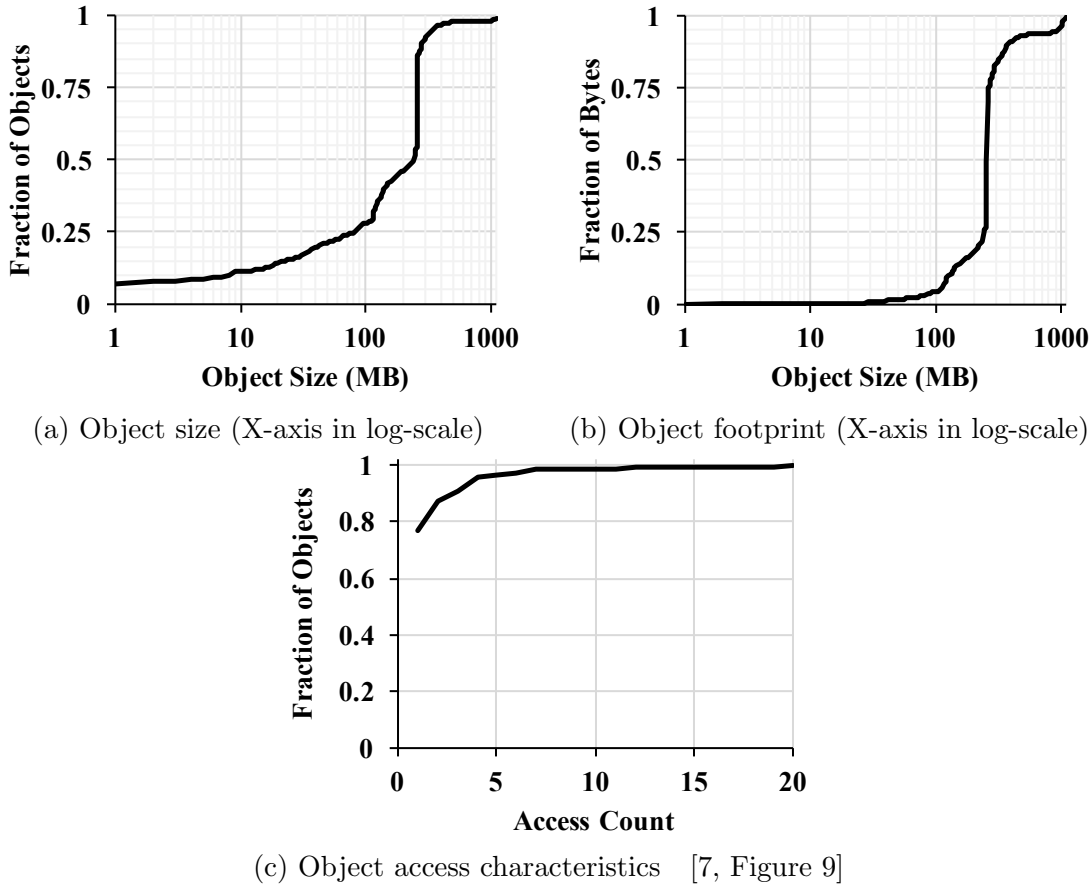 1
0.75
0.5
0.25
0
Fraction of Objects
1 10 100 1000
Object Size (MB)
(a) Object size (X-axis in log-scale)
1
0.75
0.5
0.25
0
Fraction of Bytes
1 10 100 1000
Object Size (MB)
(b) Object footprint (X-axis in log-scale)
1
0.8
0.6
0.4
0.2
0
Fraction of Objects
0 5 10 15 20
Access Count
(c) Object access characteristics [7, Figure 9]